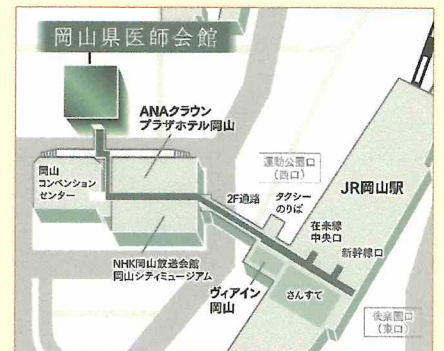 岡山県医師会館
ANAクラウン
プラザホテル岡山
岡山
コンベンション
センター
運動公園口
(西口)
JR岡山駅
2F通路
タクシー
のりば
在来線
中央口
新幹線口
NHK岡山放送会館
岡山シティミュージアム
ヴィアイン
岡山
さんすて
後楽園口
(東口)